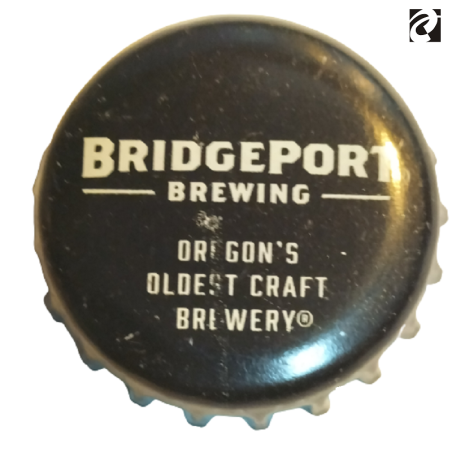 BRIDGEPORT
BREWING
OREGON'S
OLDEST CRAFT
BREWERY®